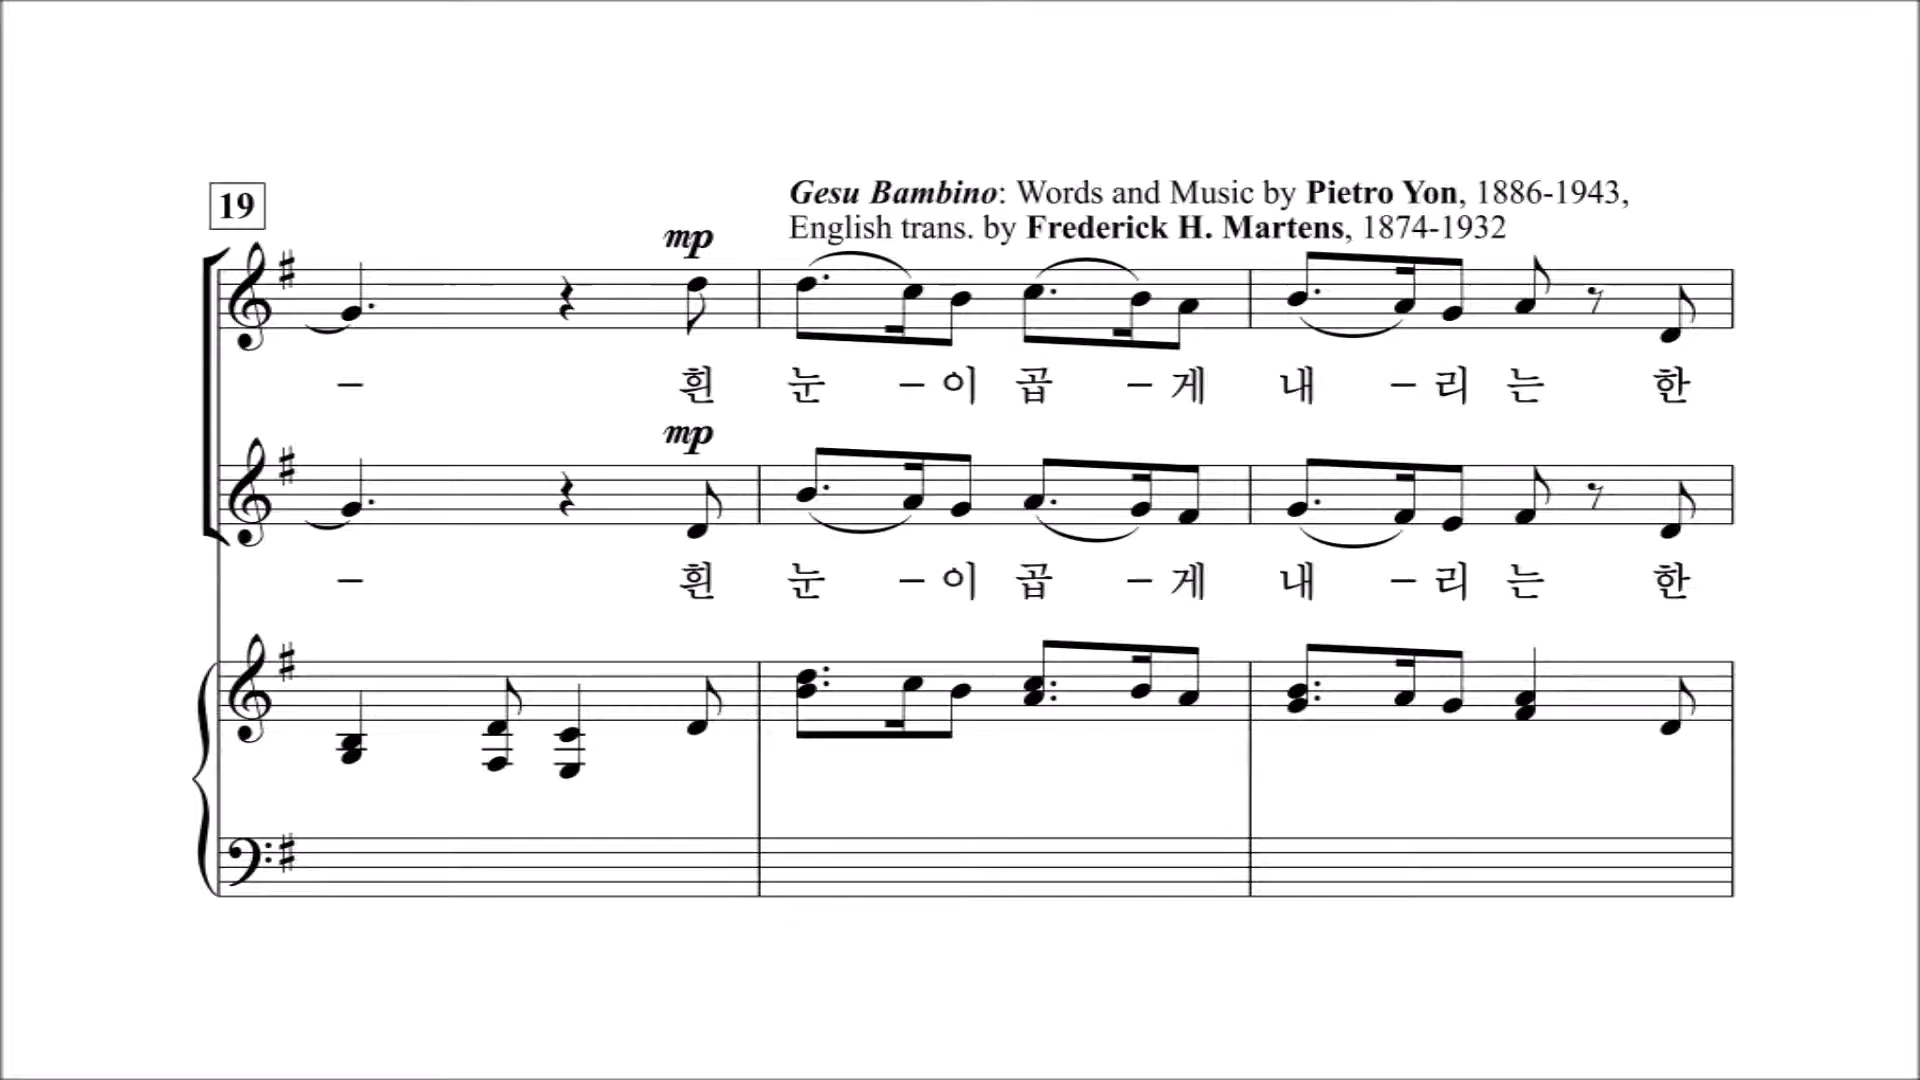 19
Gesu Bambino: Words and Music by Pietro Yon, 1886-1943,
English trans. by Frederick H. Martens, 1874-1932
mp
– 흰 눈 – 이 곱 – 게 내 – 리 는 한
mp
– 흰 눈 – 이 곱 – 게 내 – 리 는 한